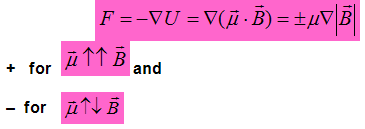 F = −∇U = ∇(μ⃗ · B⃗) = ±μ∇|B⃗|
+ for μ⃗ ↑↑ B⃗ and
− for μ⃗ ↑↓ B⃗